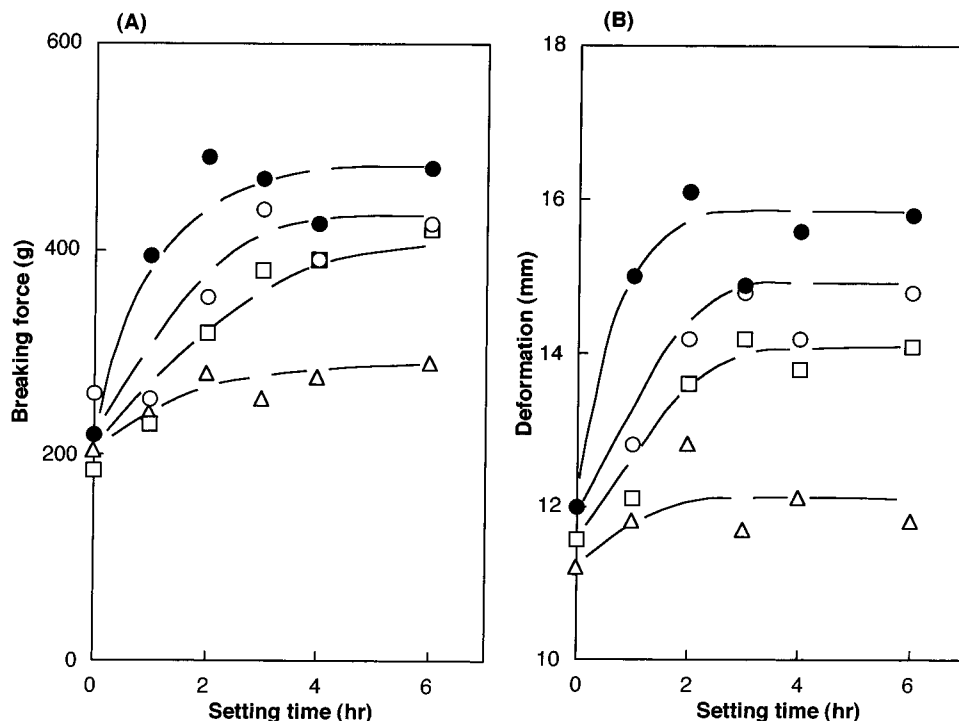 (A)
600
400
200
0
Breaking force (g)
0 2 4 6
Setting time (hr)
(B)
18
16
14
12
10
Deformation (mm)
0 2 4 6
Setting time (hr)